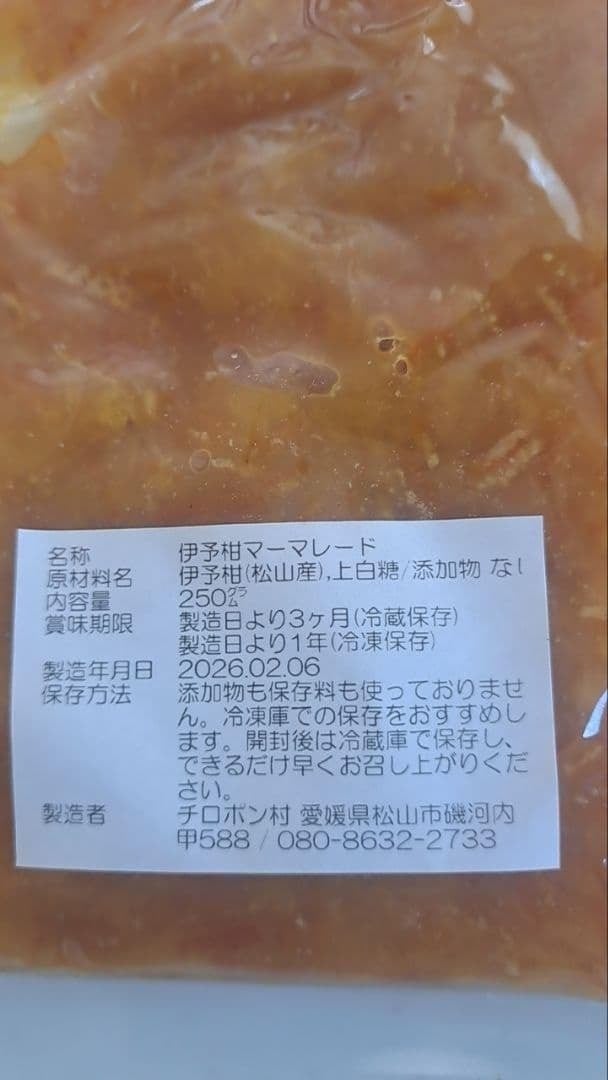 名称 伊予柑マーマレード
原材料名 伊予柑(松山産),上白糖/添加物 なし
内容量 250㌘
賞味期限 製造日より3ヶ月(冷蔵保存)
製造日より1年(冷凍保存)
製造年月日 2026.02.06
保存方法 添加物も保存料も使っておりませ
ん。冷凍庫での保存をおすすめし
ます。開封後は冷蔵庫で保存し、
できるだけ早くお召し上がりくだ
さい。
製造者 チロポン村 愛媛県松山市磯河内
甲588 / 080-8632-2733